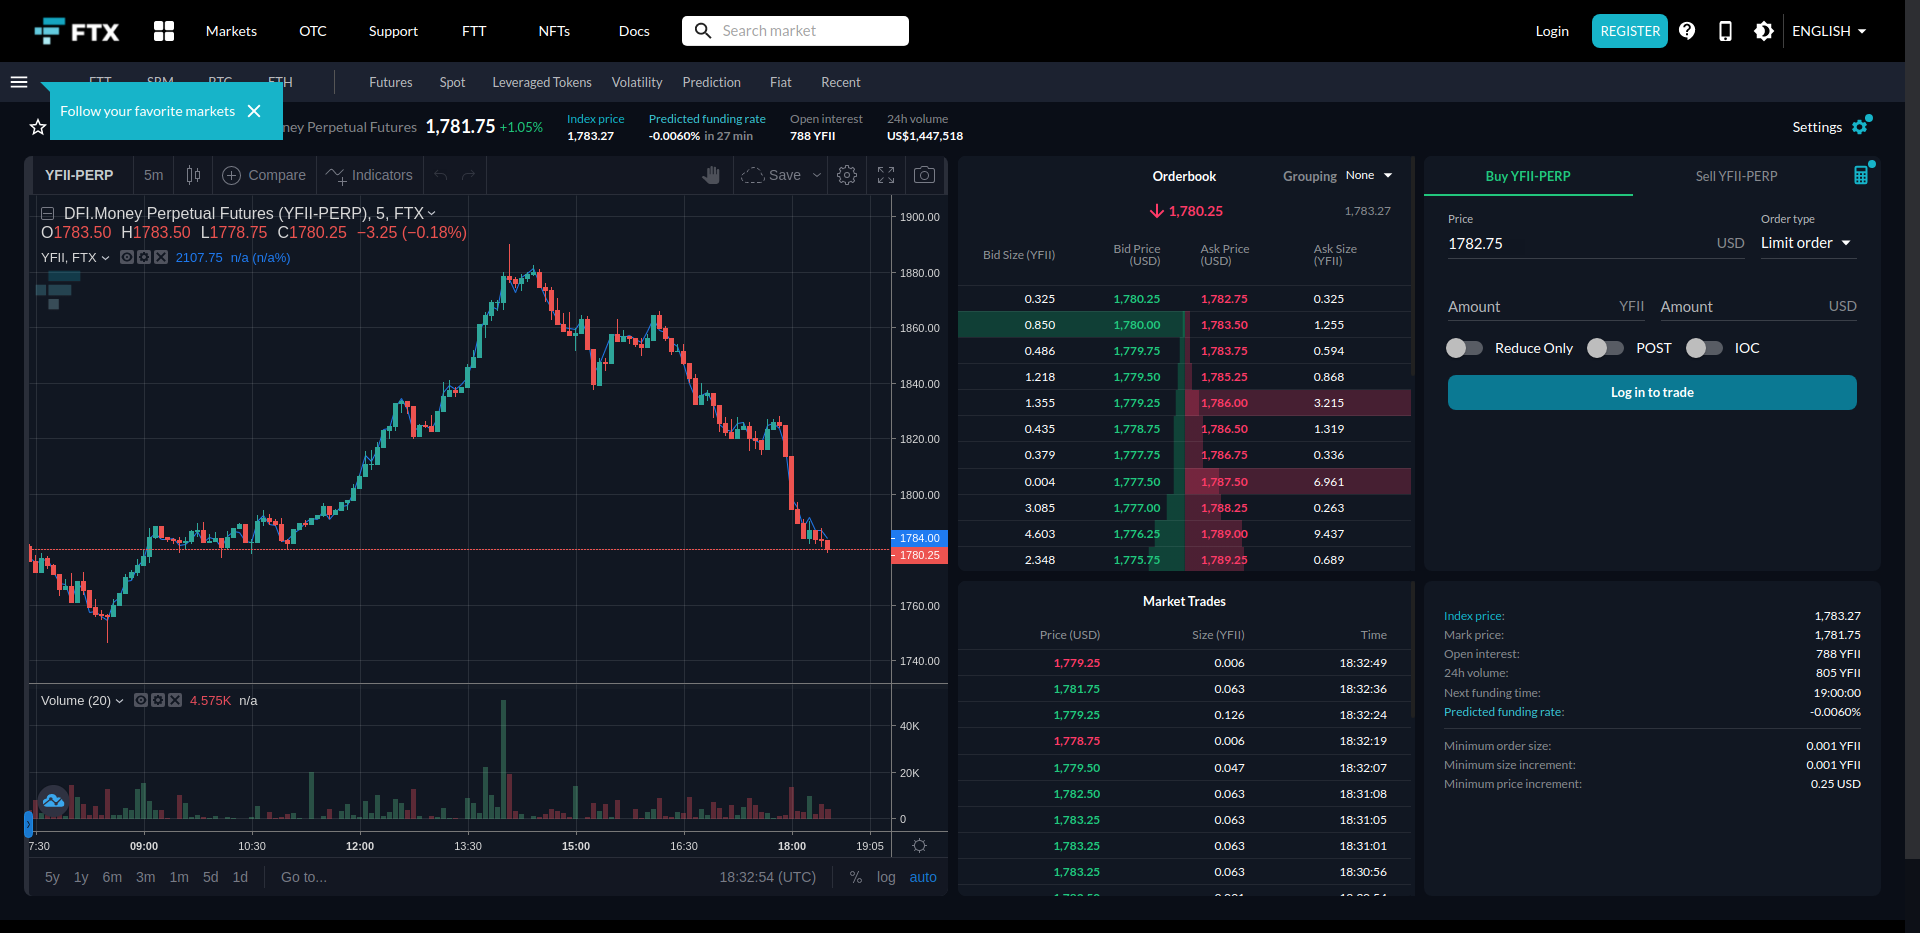 FTX
Markets
OTC
Support
FTT
NFTs
Docs
Search market
Login
REGISTER
ENGLISH
FTT
BTC
ETH
Futures
Spot
Leveraged Tokens
Volatility
Prediction
Fiat
Recent
Follow your favorite markets
ney Perpetual Futures
1,781.75 +1.05%
Index price
1,783.27
Predicted funding rate
-0.0060% in 27 min
Open interest
788 YFII
24h volume
US$1,447,518
Settings
YFII-PERP
5m
Compare
Indicators
Save
DFI.Money Perpetual Futures (YFII-PERP), 5, FTX
O1783.50 H1783.50 L1778.75 C1780.25 −3.25 (−0.18%)
YFII, FTX 2107.75 n/a (n/a%)
1900.00
1880.00
1860.00
1840.00
1820.00
1800.00
1784.00
1780.25
1760.00
1740.00
Volume (20) 4.575K n/a
40K
20K
0
7:30 09:00 10:30 12:00 13:30 15:00 16:30 18:00 19:05
5y 1y 6m 3m 1m 5d 1d Go to...
18:32:54 (UTC) % log auto
Orderbook
Grouping None
1,780.25
1,783.27
Bid Size (YFII) Bid Price (USD) Ask Price (USD) Ask Size (YFII)
0.325 1,780.25 1,782.75 0.325
0.850 1,780.00 1,783.50 1.255
0.486 1,779.75 1,783.75 0.594
1.218 1,779.50 1,785.25 0.868
1.355 1,779.25 1,786.00 3.215
0.435 1,778.75 1,786.50 1.319
0.379 1,777.75 1,786.75 0.336
0.004 1,777.50 1,787.50 6.961
3.085 1,777.00 1,788.25 0.263
4.603 1,776.25 1,789.00 9.437
2.348 1,775.75 1,789.25 0.689
Market Trades
Price (USD) Size (YFII) Time
1,779.25 0.006 18:32:49
1,781.75 0.063 18:32:36
1,779.25 0.126 18:32:24
1,778.75 0.006 18:32:19
1,779.50 0.047 18:32:07
1,782.50 0.063 18:31:08
1,783.25 0.063 18:31:05
1,783.25 0.063 18:31:01
1,783.25 0.063 18:30:56
Buy YFII-PERP
Sell YFII-PERP
Price
1782.75 USD
Order type
Limit order
Amount YFII
Amount USD
Reduce Only
POST
IOC
Log in to trade
Index price: 1,783.27
Mark price: 1,781.75
Open interest: 788 YFII
24h volume: 805 YFII
Next funding time: 19:00:00
Predicted funding rate: -0.0060%
Minimum order size: 0.001 YFII
Minimum size increment: 0.001 YFII
Minimum price increment: 0.25 USD